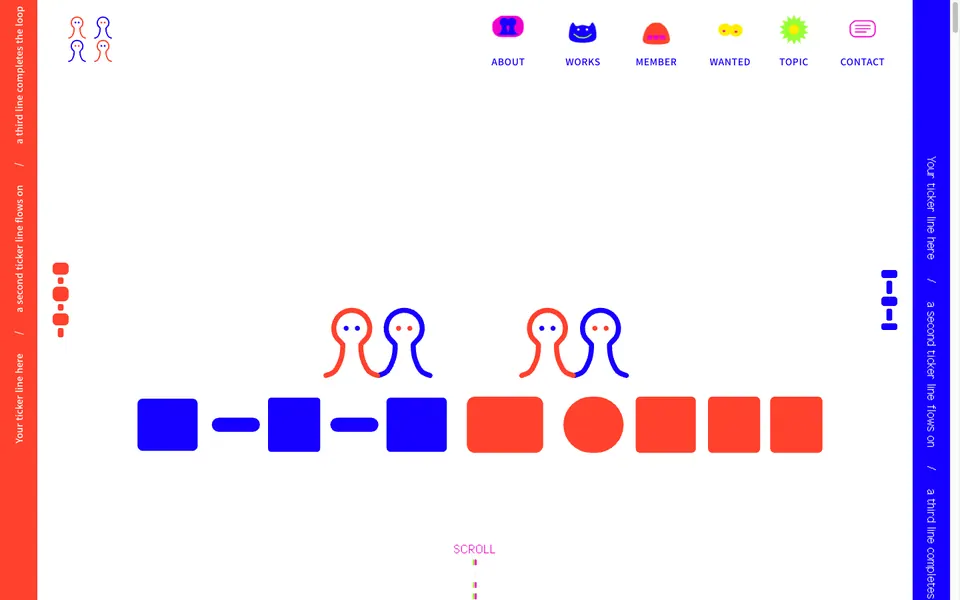 ABOUT
WORKS
MEMBER
WANTED
TOPIC
CONTACT
Your ticker line here / a second ticker line flows on / a third line completes the loop
Your ticker line here / a second ticker line flows on / a third line completes
SCROLL